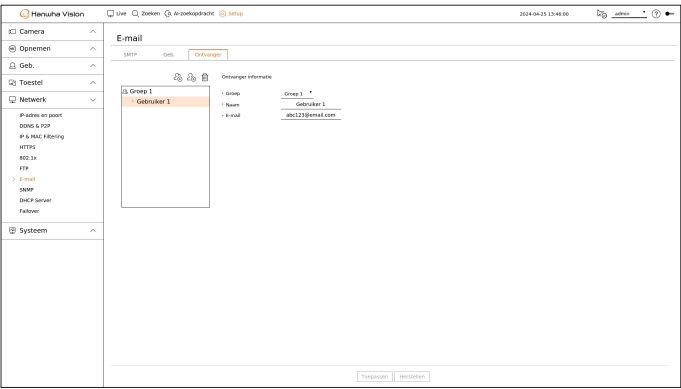 Hanwha Vision
Live Zoeken AI-zoekopdracht Setup
2024-04-25 13:46:00
admin
Camera
Opnemen
Geb.
Toestel
Netwerk
IP-adres en poort
DDNS & P2P
IP & MAC Filtering
HTTPS
802.1x
FTP
E-mail
SNMP
DHCP Server
Failover
Systeem
E-mail
SMTP Geb. Ontvanger
Groep 1
Gebruiker 1
Ontvanger informatie
Groep Groep 1
Naam Gebruiker 1
E-mail abc123@email.com
Toepassen Herstellen